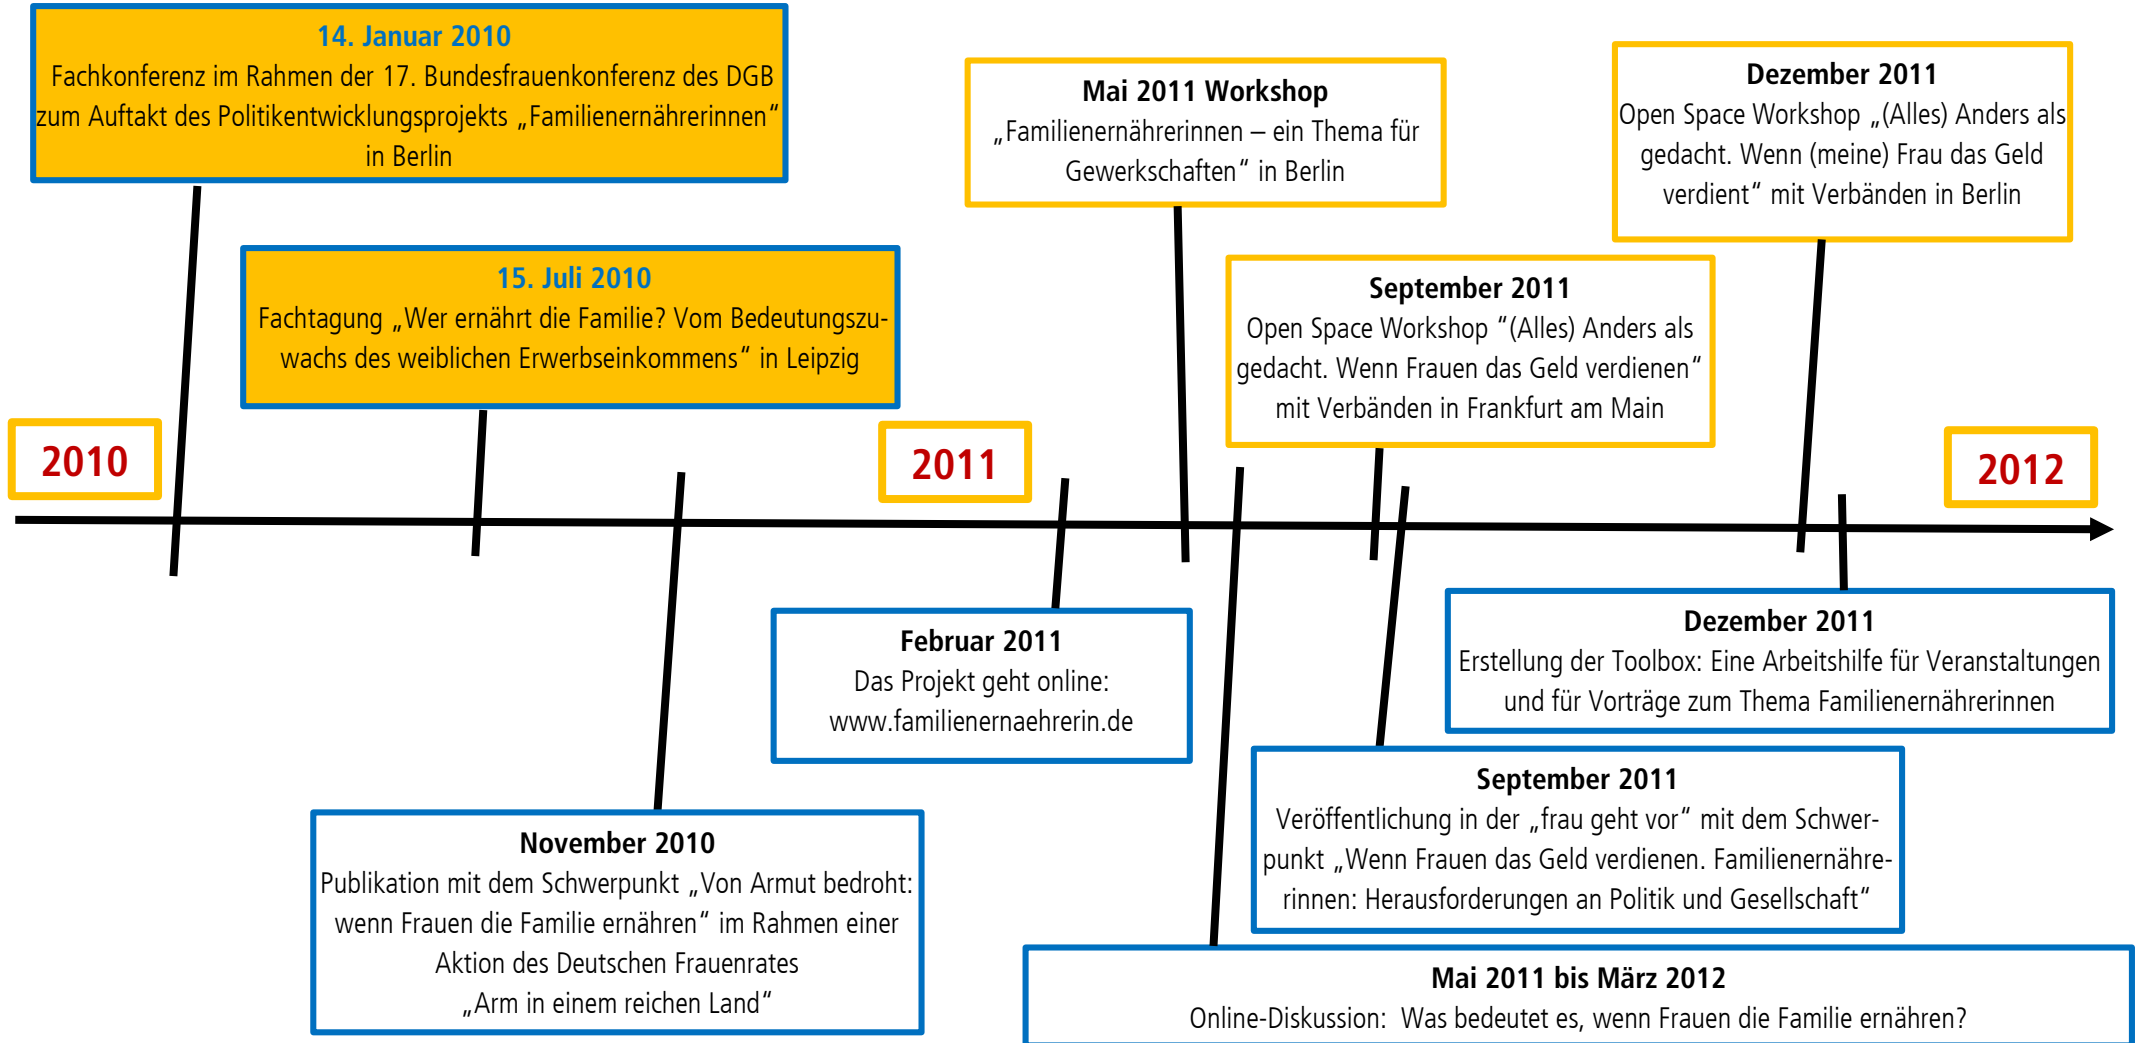 14. Januar 2010
Fachkonferenz im Rahmen der 17. Bundesfrauenkonferenz des DGB
zum Auftakt des Politikentwicklungsprojekts „Familienernährerinnen“
in Berlin
15. Juli 2010
Fachtagung „Wer ernährt die Familie? Vom Bedeutungszu-
wachs des weiblichen Erwerbseinkommens“ in Leipzig
Mai 2011 Workshop
„Familienernährerinnen – ein Thema für
Gewerkschaften“ in Berlin
September 2011
Open Space Workshop “(Alles) Anders als
gedacht. Wenn Frauen das Geld verdienen“
mit Verbänden in Frankfurt am Main
Dezember 2011
Open Space Workshop „(Alles) Anders als
gedacht. Wenn (meine) Frau das Geld
verdient“ mit Verbänden in Berlin
2010
2011
2012
November 2010
Publikation mit dem Schwerpunkt „Von Armut bedroht:
wenn Frauen die Familie ernähren“ im Rahmen einer
Aktion des Deutschen Frauenrates
„Arm in einem reichen Land“
Februar 2011
Das Projekt geht online:
www.familienernaehrerin.de
Dezember 2011
Erstellung der Toolbox: Eine Arbeitshilfe für Veranstaltungen
und für Vorträge zum Thema Familienernährerinnen
September 2011
Veröffentlichung in der „frau geht vor“ mit dem Schwer-
punkt „Wenn Frauen das Geld verdienen. Familienernähre-
rinnen: Herausforderungen an Politik und Gesellschaft“
Mai 2011 bis März 2012
Online-Diskussion:  Was bedeutet es, wenn Frauen die Familie ernähren?